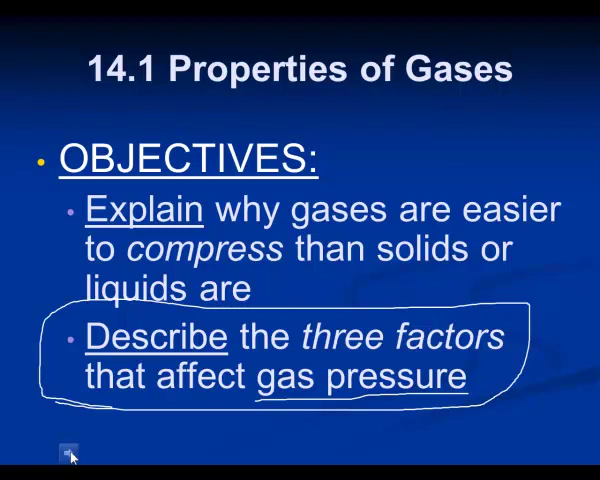 14.1 Properties of Gases
• OBJECTIVES:
• Explain why gases are easier
to compress than solids or
liquids are
• Describe the three factors
that affect gas pressure